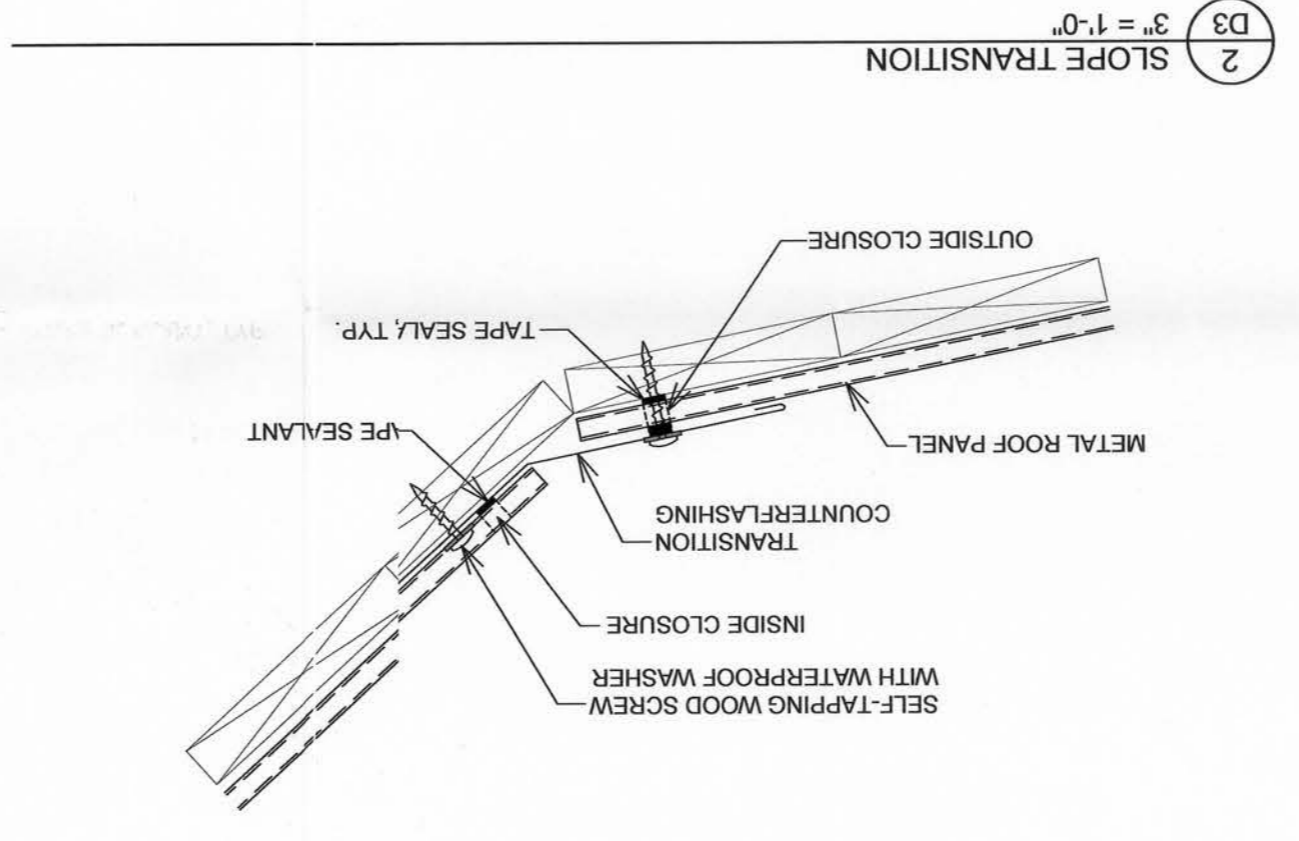 SELF-TAPPING WOOD SCREW
WITH WATERPROOF WASHER
INSIDE CLOSURE
TRANSITION
COUNTERFLASHING
METAL ROOF PANEL
APE SEALANT
TAPE SEAL, TYP.
OUTSIDE CLOSURE
2
D3
SLOPE TRANSITION
3" = 1'-0"